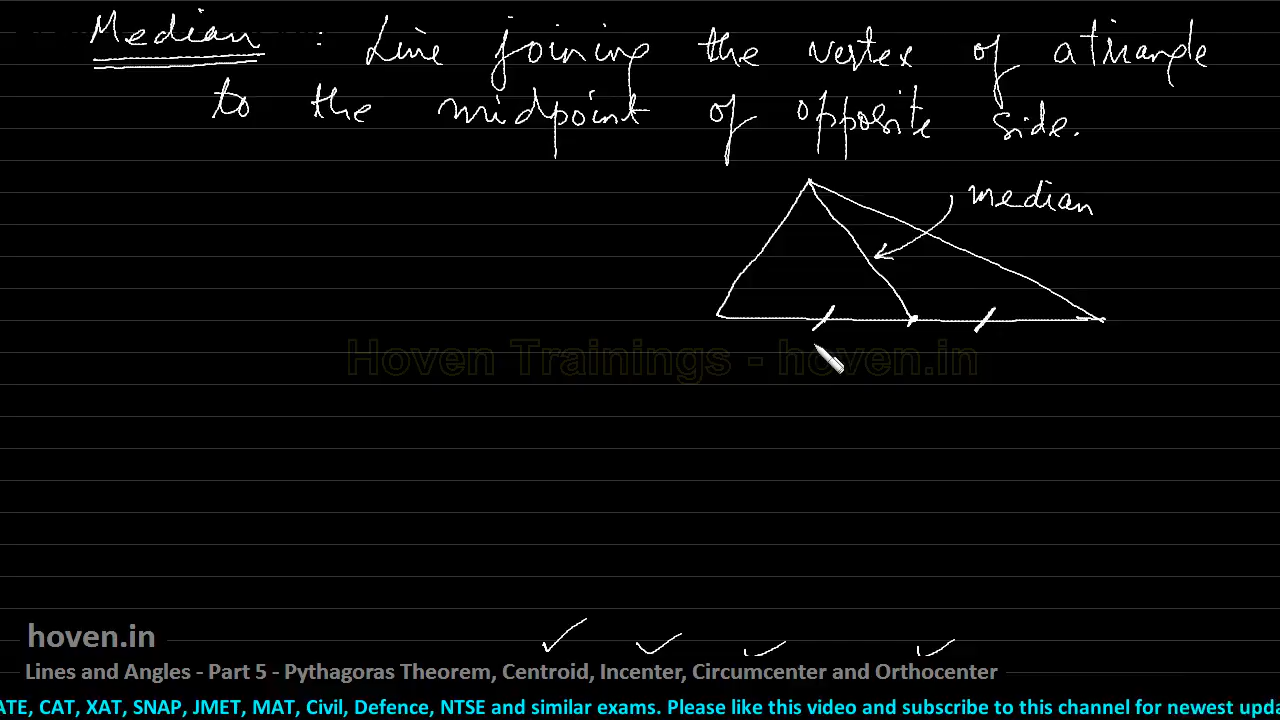 Median : Line joining the vertex of a triangle
to the midpoint of opposite side.
median
Hoven Trainings - hoven.in
hoven.in
Lines and Angles - Part 5 - Pythagoras Theorem, Centroid, Incenter, Circumcenter and Orthocenter
ATE, CAT, XAT, SNAP, JMET, MAT, Civil, Defence, NTSE and similar exams. Please like this video and subscribe to this channel for newest upda